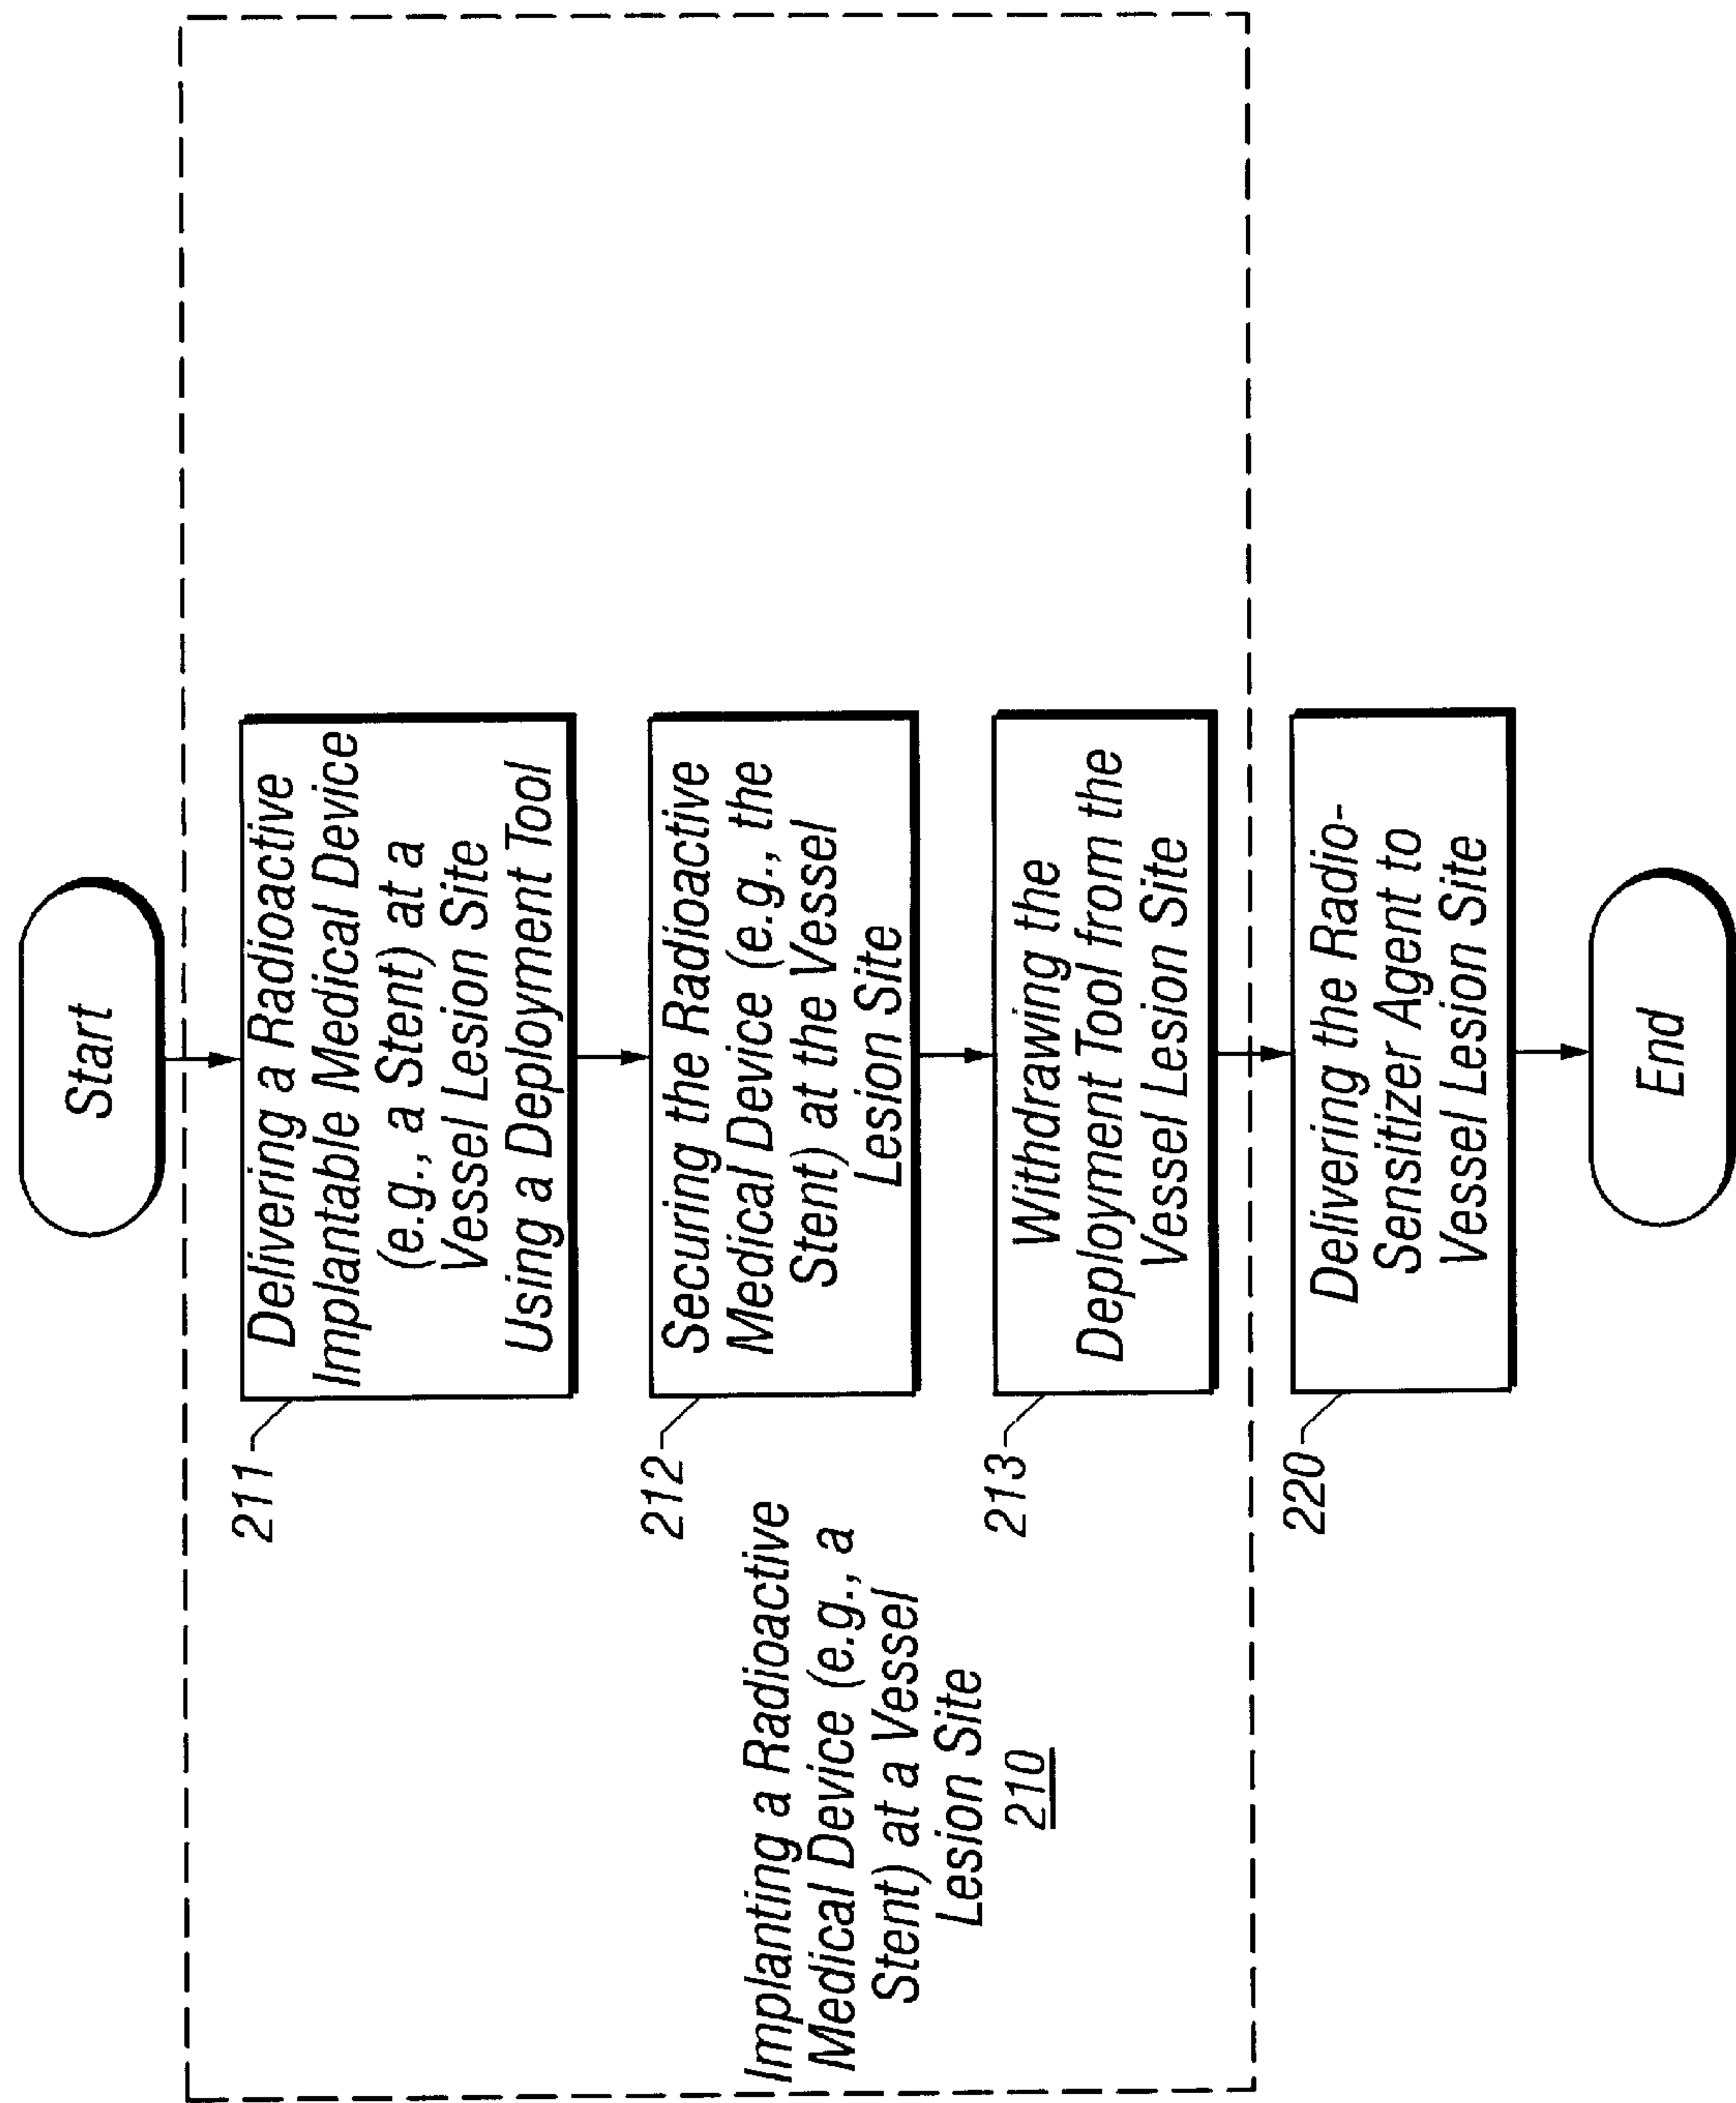 Start
211
Delivering a Radioactive
Implantable Medical Device
(e.g., a Stent) at a
Vessel Lesion Site
Using a Deployment Tool
212
Securing the Radioactive
Medical Device (e.g., the
Stent) at the Vessel
Lesion Site
Implanting a Radioactive
Medical Device (e.g., a
Stent) at a Vessel
Lesion Site
210
213
Withdrawing the
Deployment Tool from the
Vessel Lesion Site
220
Delivering the Radio-
Sensitizer Agent to
Vessel Lesion Site
End